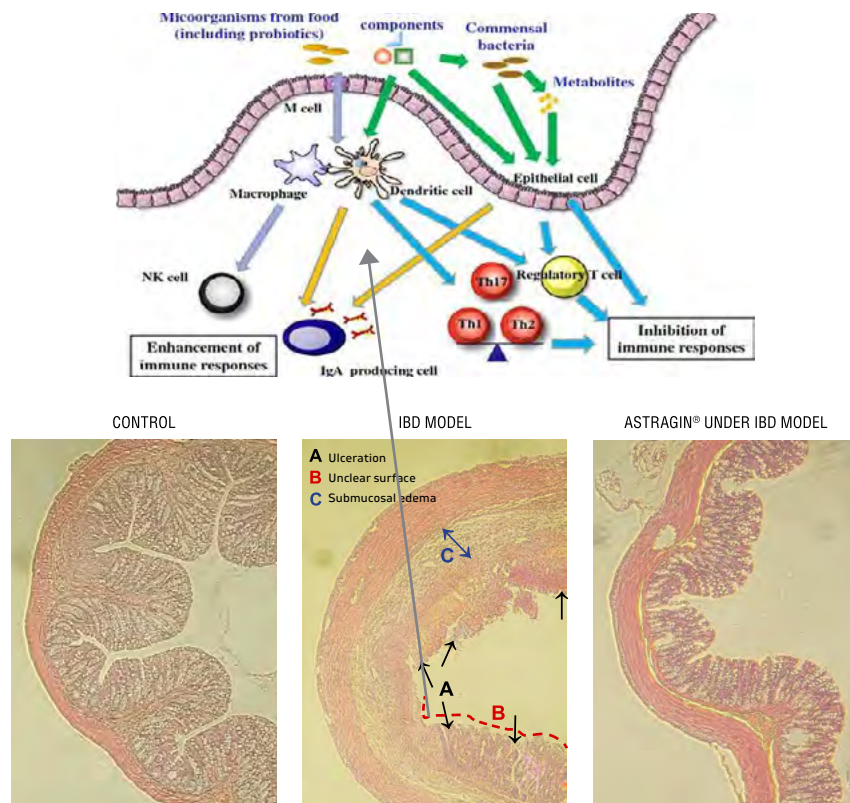 Micoorganisms from food
(including probiotics)
components
Commensal
bacteria
Metabolites
M cell
Macrophage
Dendritic cell
Epithelial cell
NK cell
Th17
Regulatory T cell
Th1
Th2
Enhancement of
immune responses
IgA producing cell
Inhibition of
immune responses
CONTROL
IBD MODEL
ASTRAGIN® UNDER IBD MODEL
A Ulceration
B Unclear surface
C Submucosal edema
C
A
B